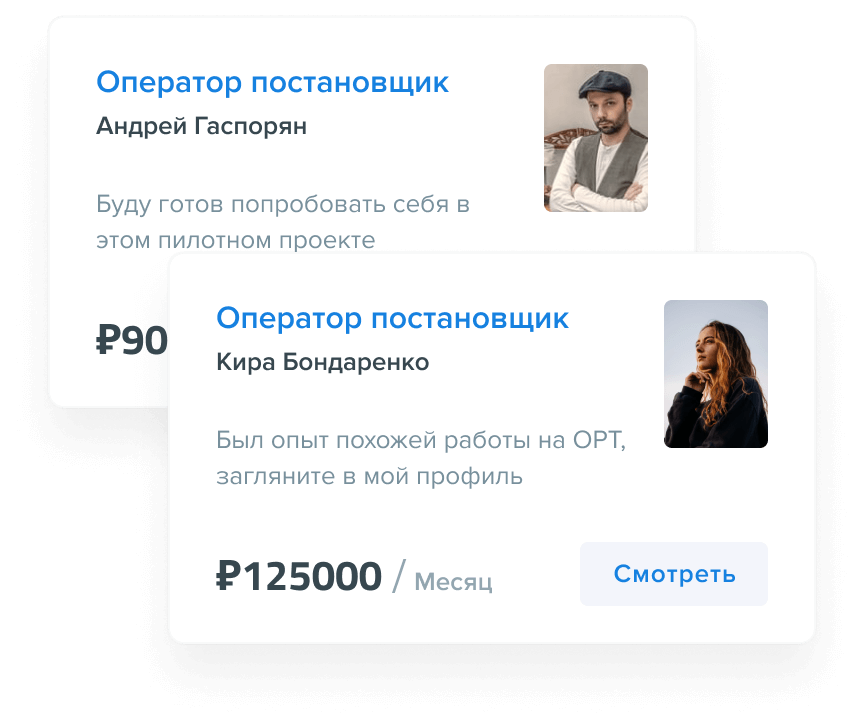 Оператор постановщик
Андрей Гаспорян
Буду готов попробовать себя в
этом пилотном проекте
₽90
Оператор постановщик
Кира Бондаренко
Был опыт похожей работы на ОРТ,
загляните в мой профиль
₽125000 / Месяц
Смотреть